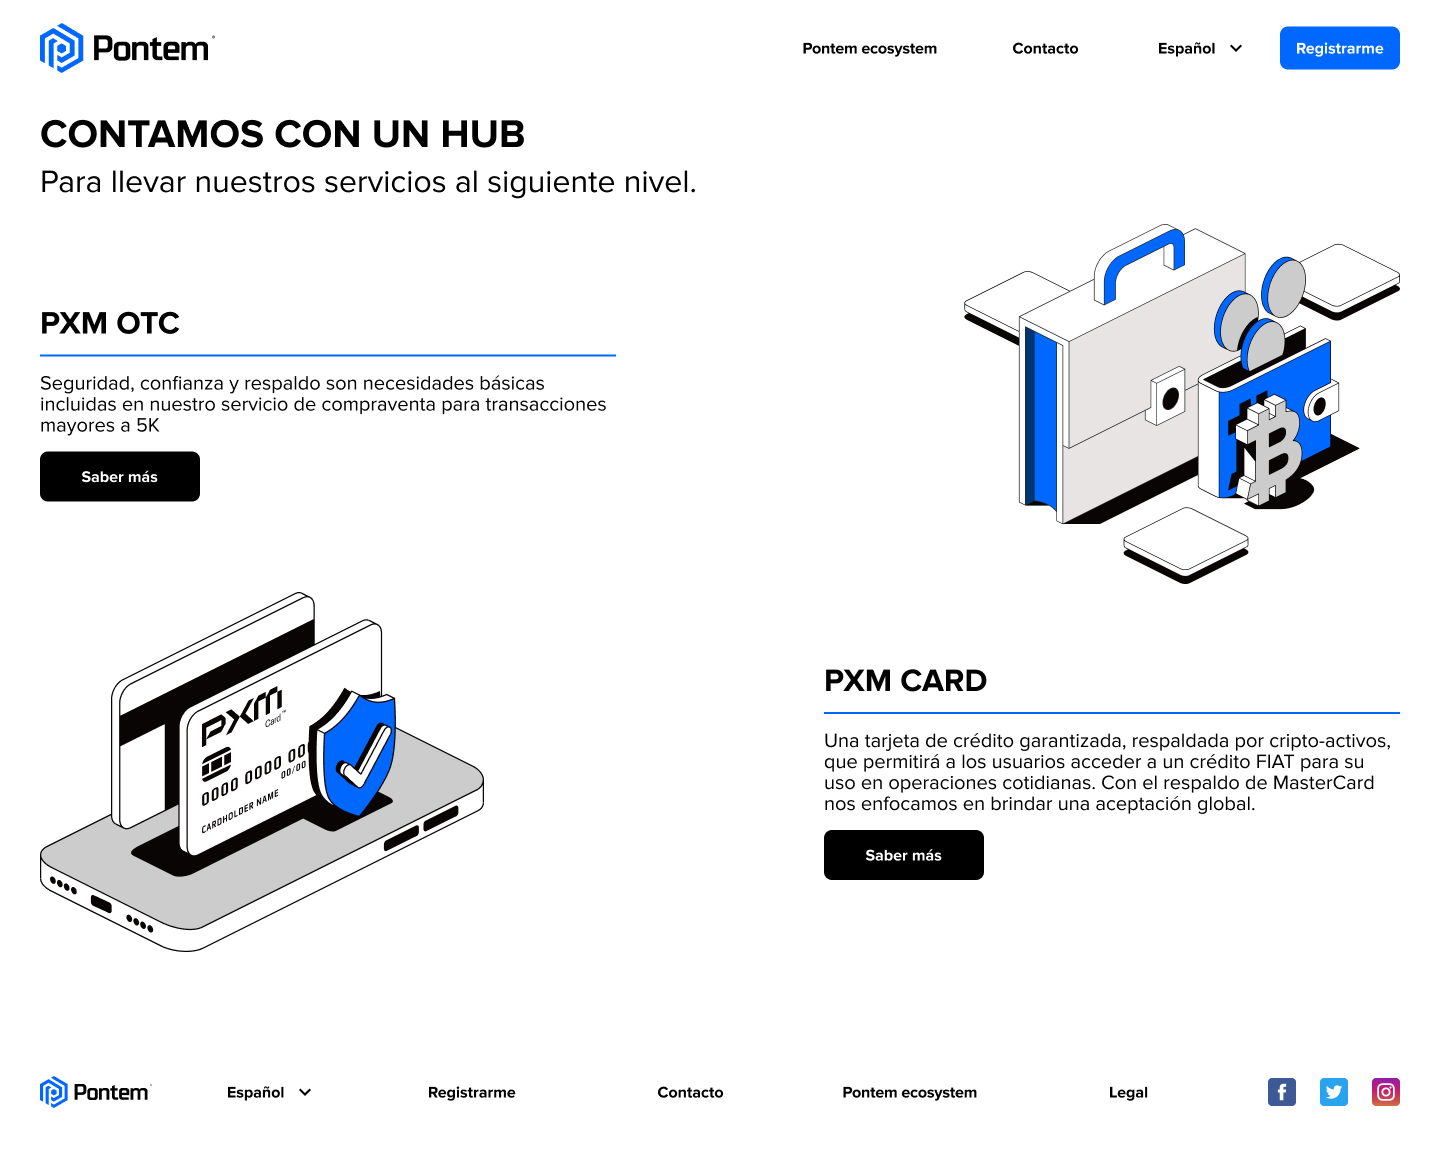 Pontem
Pontem ecosystem
Contacto
Español
Registrarme
CONTAMOS CON UN HUB
Para llevar nuestros servicios al siguiente nivel.
PXM OTC
Seguridad, confianza y respaldo son necesidades básicas
incluidas en nuestro servicio de compraventa para transacciones
mayores a 5K
Saber más
PXM
Card™
0000 0000 000
00/00
CARDHOLDER NAME
PXM CARD
Una tarjeta de crédito garantizada, respaldada por cripto-activos,
que permitirá a los usuarios acceder a un crédito FIAT para su
uso en operaciones cotidianas. Con el respaldo de MasterCard
nos enfocamos en brindar una aceptación global.
Saber más
Pontem
Español
Registrarme
Contacto
Pontem ecosystem
Legal